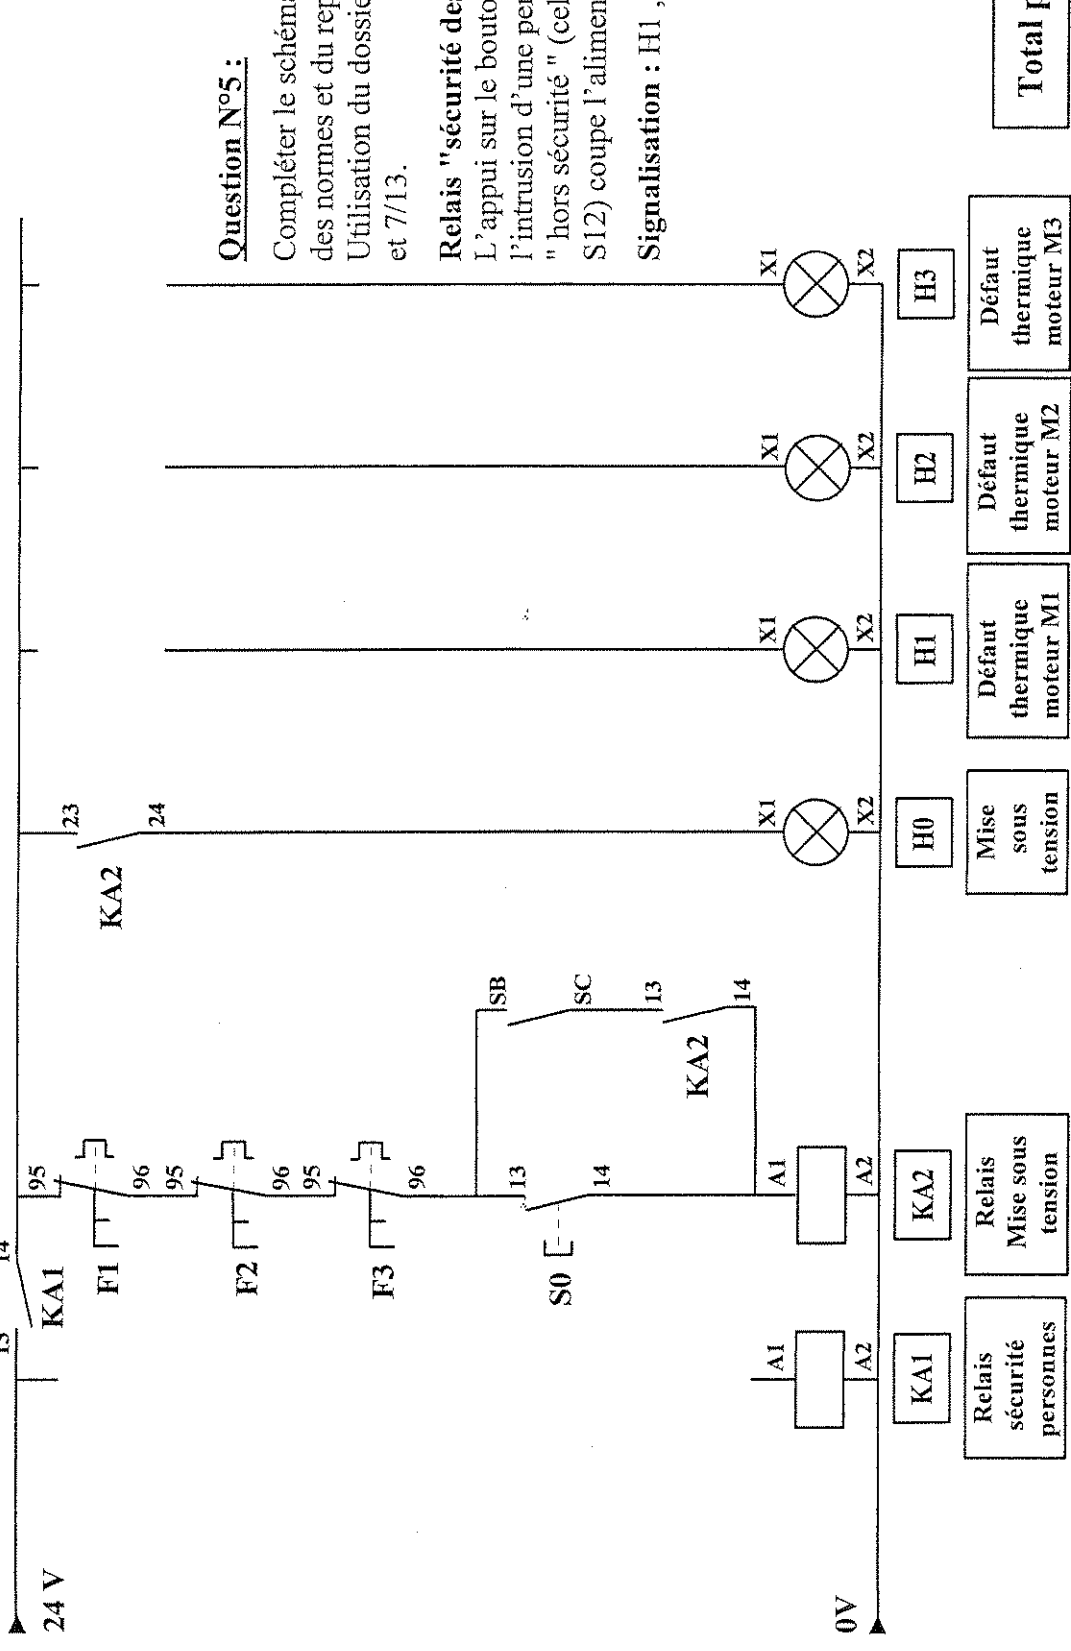 Question N°5 :
Compléter le schéma
des normes et du rep
Utilisation du dossie
et 7/13.
Relais "sécurité des
L'appui sur le bouto
l'intrusion d'une per
" hors sécurité " (cel
S12) coupe l'alimen
Signalisation : H1 ,
Total p
24 V
13
14
KA1
95
96
F1
95
96
F2
95
96
F3
13
14
S0
SB
SC
13
14
KA2
23
24
KA2
A1
A2
A1
A2
X1
X2
X1
X2
X1
X2
X1
X2
0V
KA1
KA2
H0
H1
H2
H3
Relais
sécurité
personnes
Relais
Mise sous
tension
Mise
sous
tension
Défaut
thermique
moteur M1
Défaut
thermique
moteur M2
Défaut
thermique
moteur M3